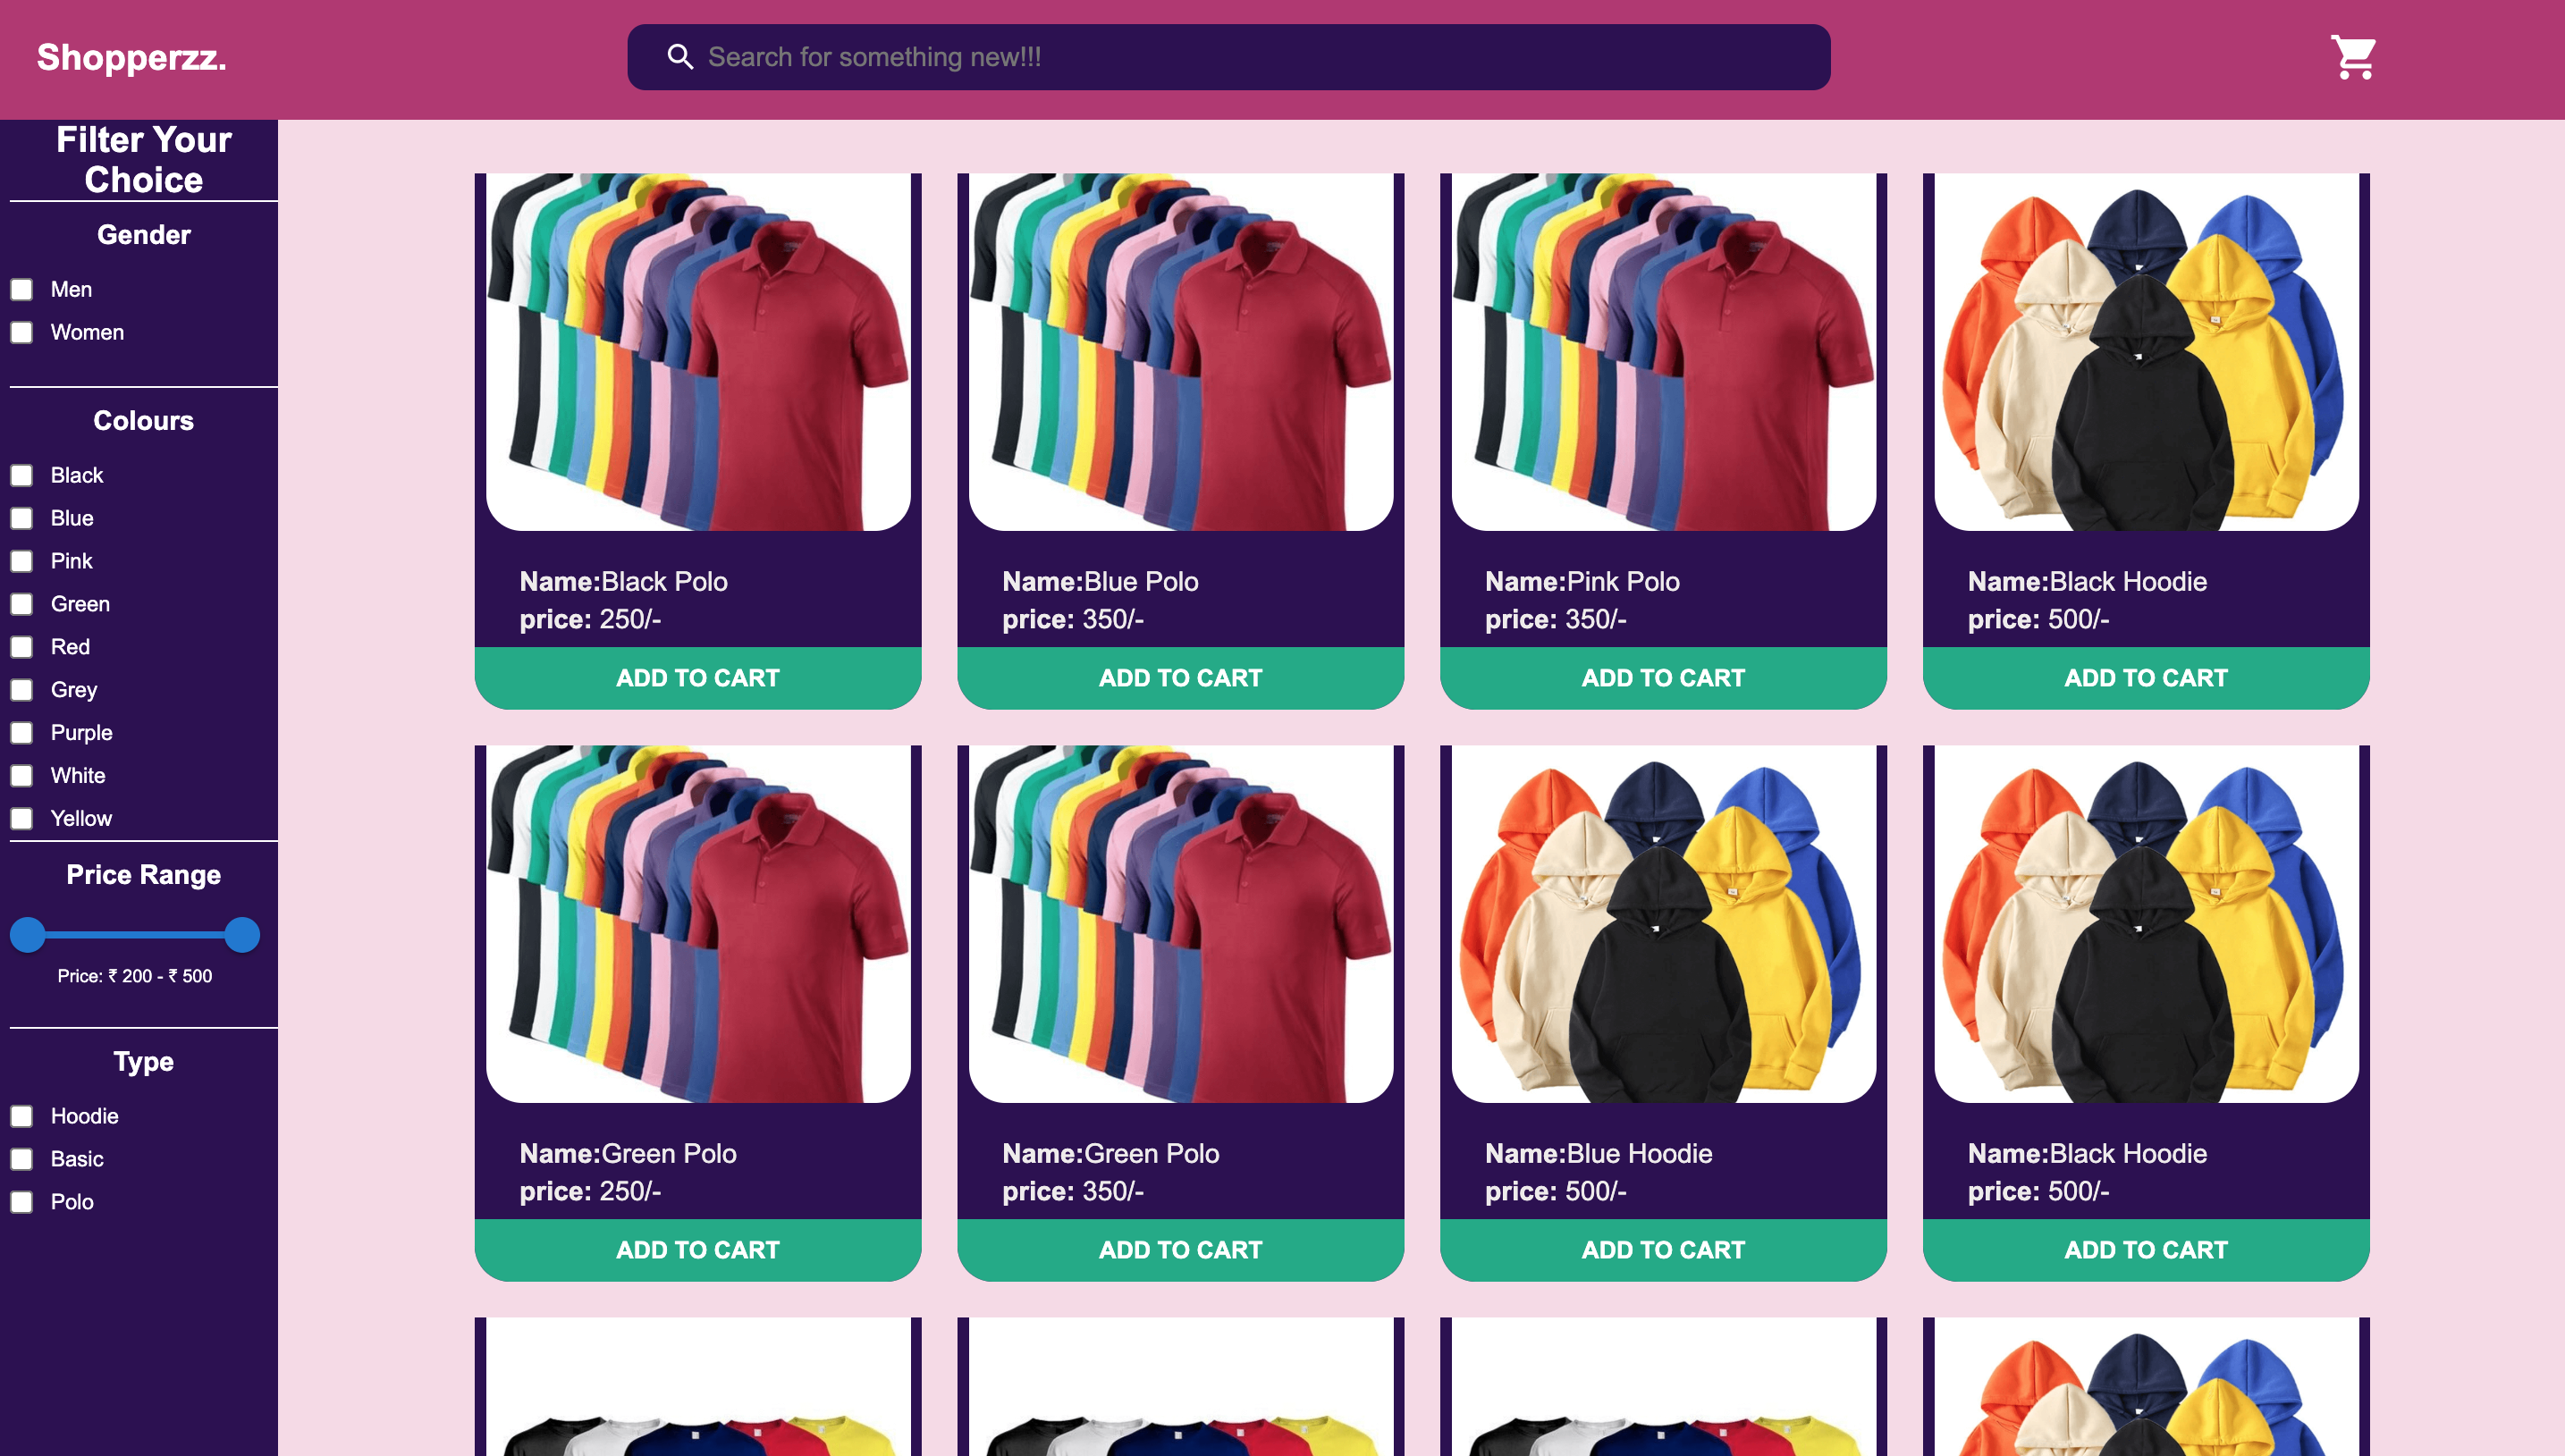 Shopperzz.
Search for something new!!!
Filter Your
Choice
Gender
Men
Women
Colours
Black
Blue
Pink
Green
Red
Grey
Purple
White
Yellow
Price Range
Price: ₹ 200 - ₹ 500
Type
Hoodie
Basic
Polo
Name:Black Polo
price: 250/-
ADD TO CART
Name:Blue Polo
price: 350/-
ADD TO CART
Name:Pink Polo
price: 350/-
ADD TO CART
Name:Black Hoodie
price: 500/-
ADD TO CART
Name:Green Polo
price: 250/-
ADD TO CART
Name:Green Polo
price: 350/-
ADD TO CART
Name:Blue Hoodie
price: 500/-
ADD TO CART
Name:Black Hoodie
price: 500/-
ADD TO CART